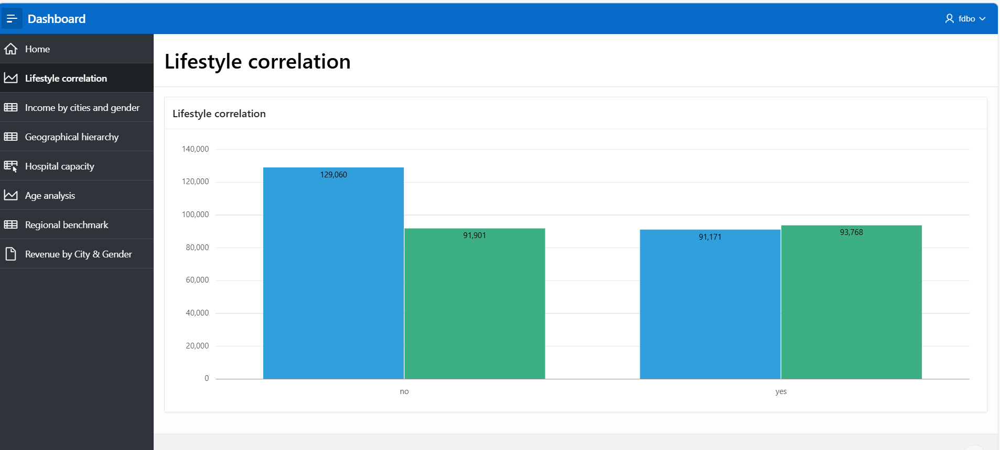 Dashboard
fdbo
Home
Lifestyle correlation
Income by cities and gender
Geographical hierarchy
Hospital capacity
Age analysis
Regional benchmark
Revenue by City & Gender
Lifestyle correlation
Lifestyle correlation
140,000
120,000
100,000
80,000
60,000
40,000
20,000
0
129,060
91,901
91,171
93,768
no
yes